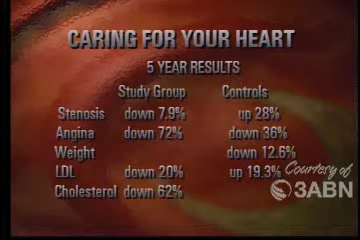 CARING FOR YOUR HEART
5 YEAR RESULTS
Study Group Controls
Stenosis down 7.9% up 28%
Angina down 72% down 36%
Weight down 12.6%
LDL down 20% up 19.3%
Cholesterol down 62%
Courtesy of
3ABN